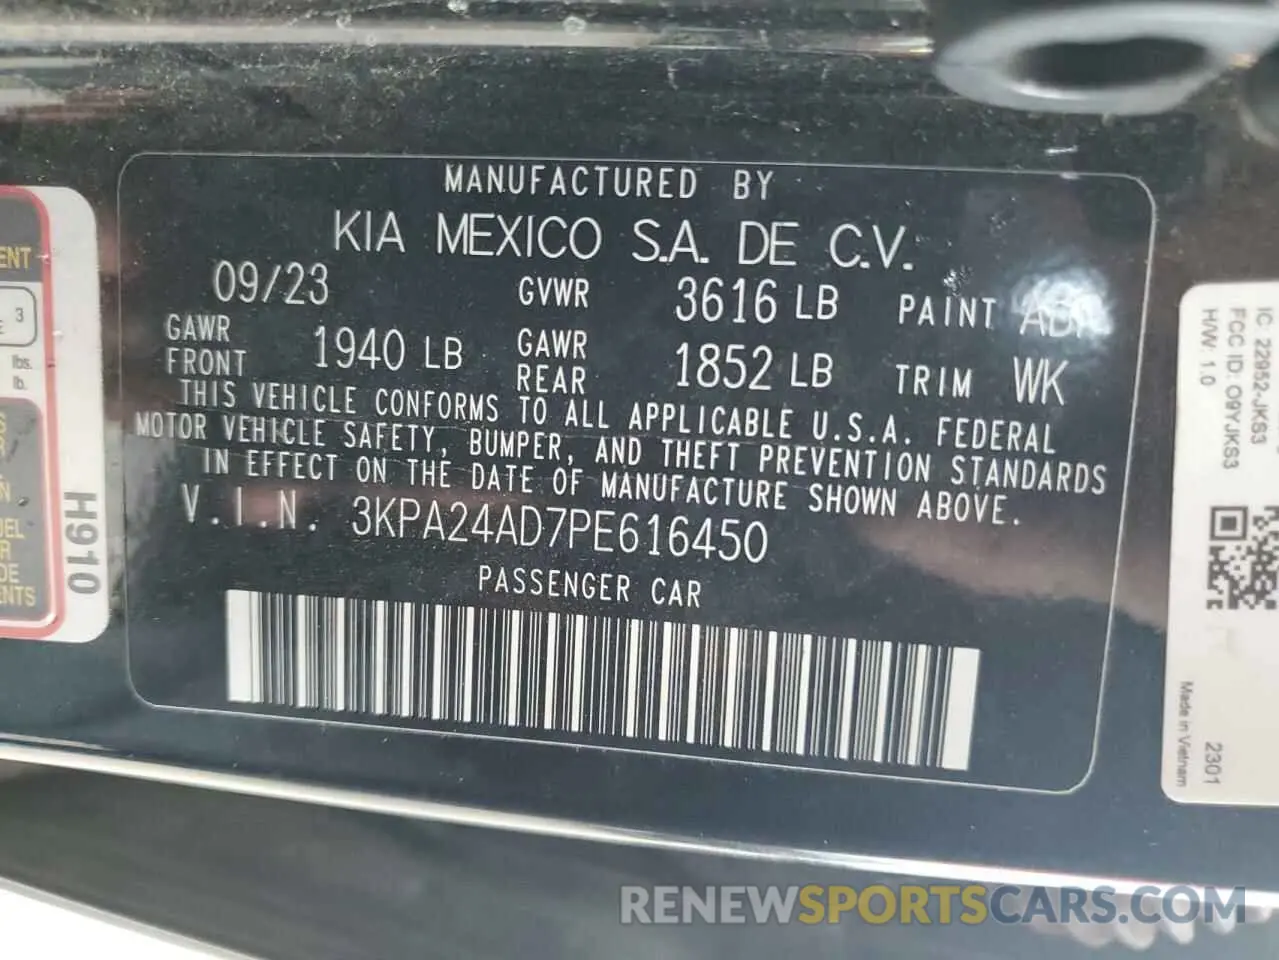 MANUFACTURED BY
KIA MEXICO S.A. DE C.V.
09/23 GVWR 3616 LB PAINT
GAWR FRONT 1940 LB GAWR REAR 1852 LB TRIM WK
THIS VEHICLE CONFORMS TO ALL APPLICABLE U.S.A. FEDERAL
MOTOR VEHICLE SAFETY, BUMPER, AND THEFT PREVENTION STANDARDS
IN EFFECT ON THE DATE OF MANUFACTURE SHOWN ABOVE.
V.I.N. 3KPA24AD7PE616450
PASSENGER CAR
H910
3
lbs.
lb.
IC 22952-JKS3
FCC ID: O9YJKS3
H/W: 1.0
Made in Vietnam
2301
RENEWSPORTSCARS.COM